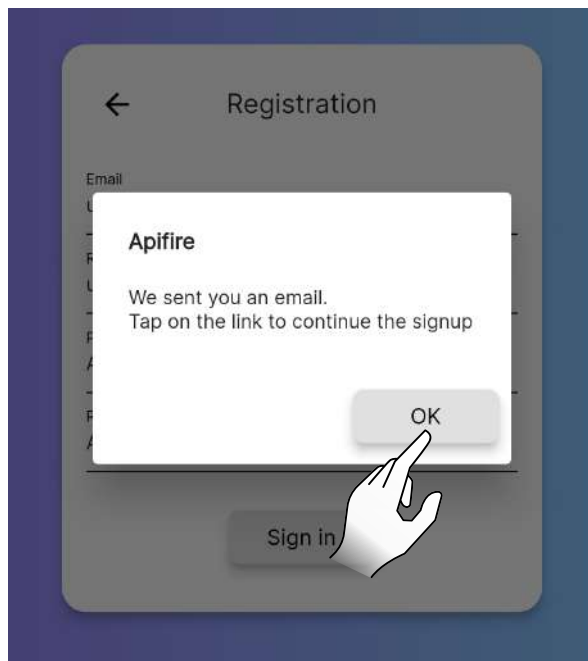 Registration
Email
Apifire
We sent you an email.
Tap on the link to continue the signup
OK
Sign in